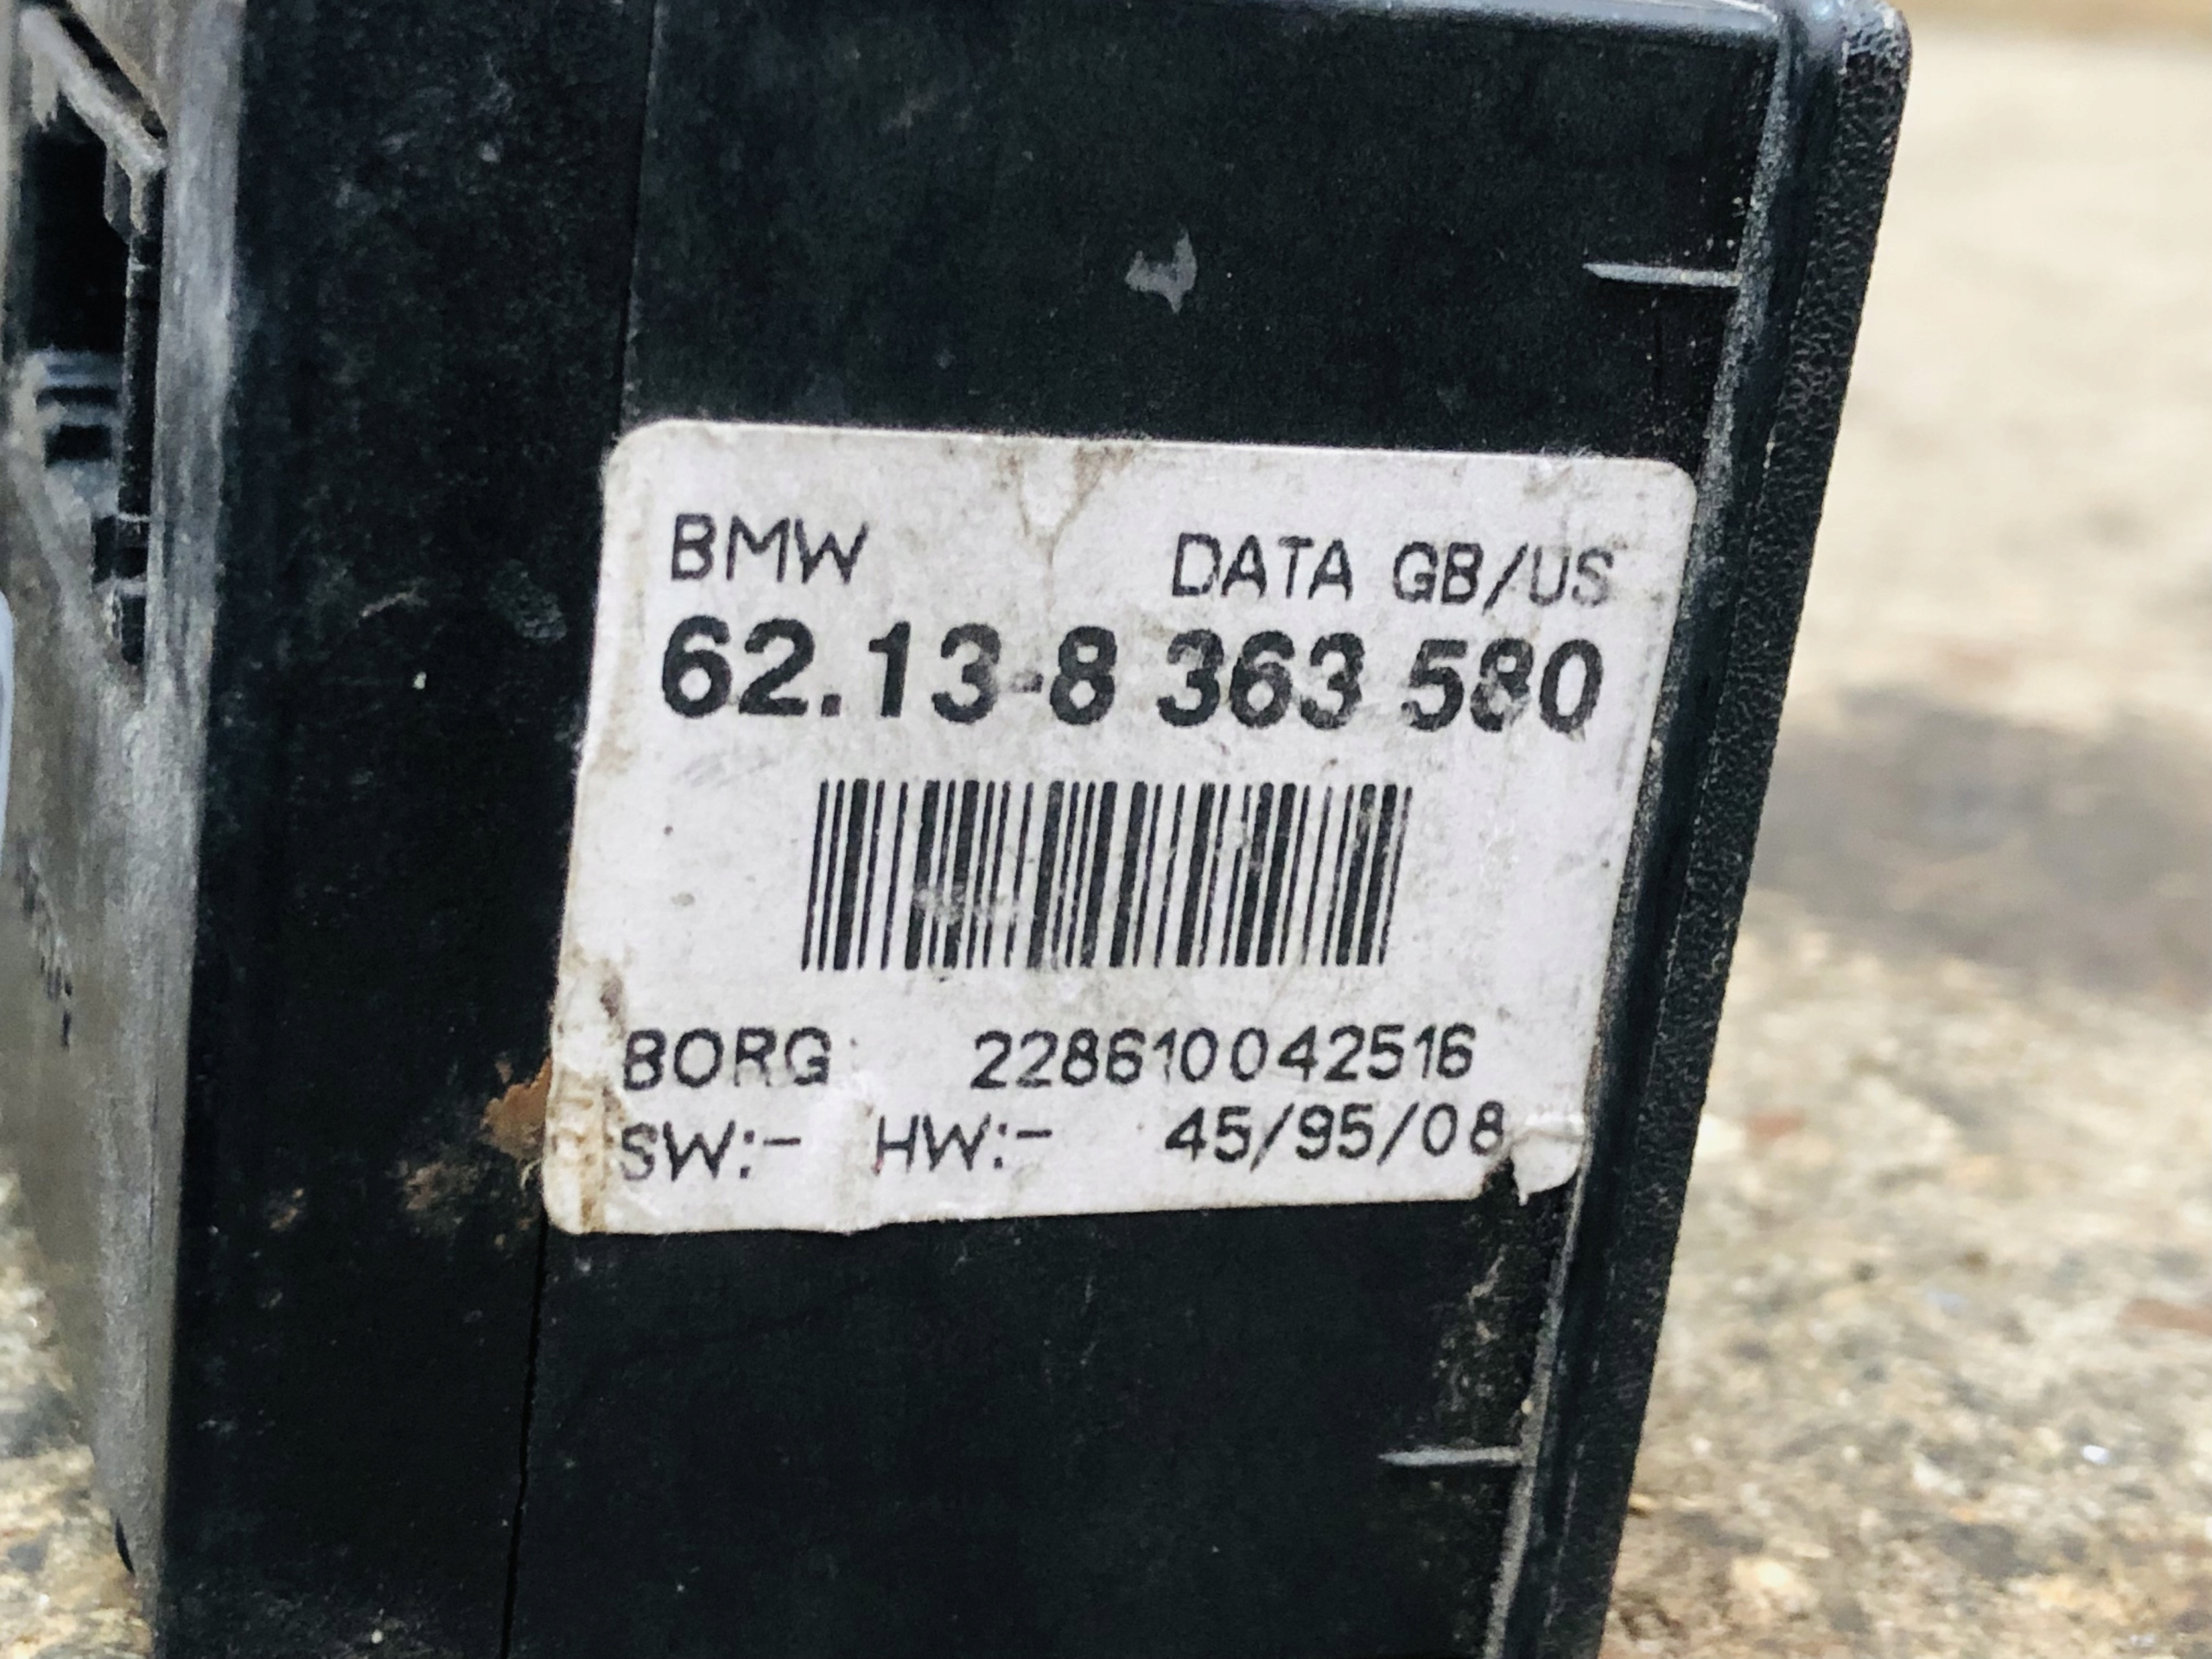 BMW DATA GB/US
62.13-8 363 580
BORG 228610042516
SW:- HW:- 45/95/08